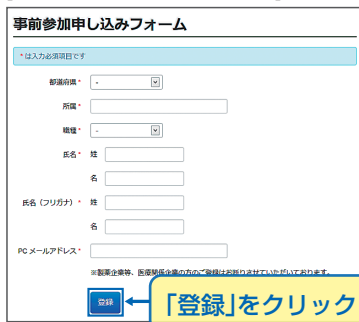 事前参加申し込みフォーム
*は入力必須項目です
都道府県* -
所属*
職種* -
氏名* 姓
名
氏名(フリガナ)* 姓
名
PCメールアドレス*
※製薬企業等、医療関係企業の方のご登録はお断りさせていただいております。
登録
「登録」をクリック